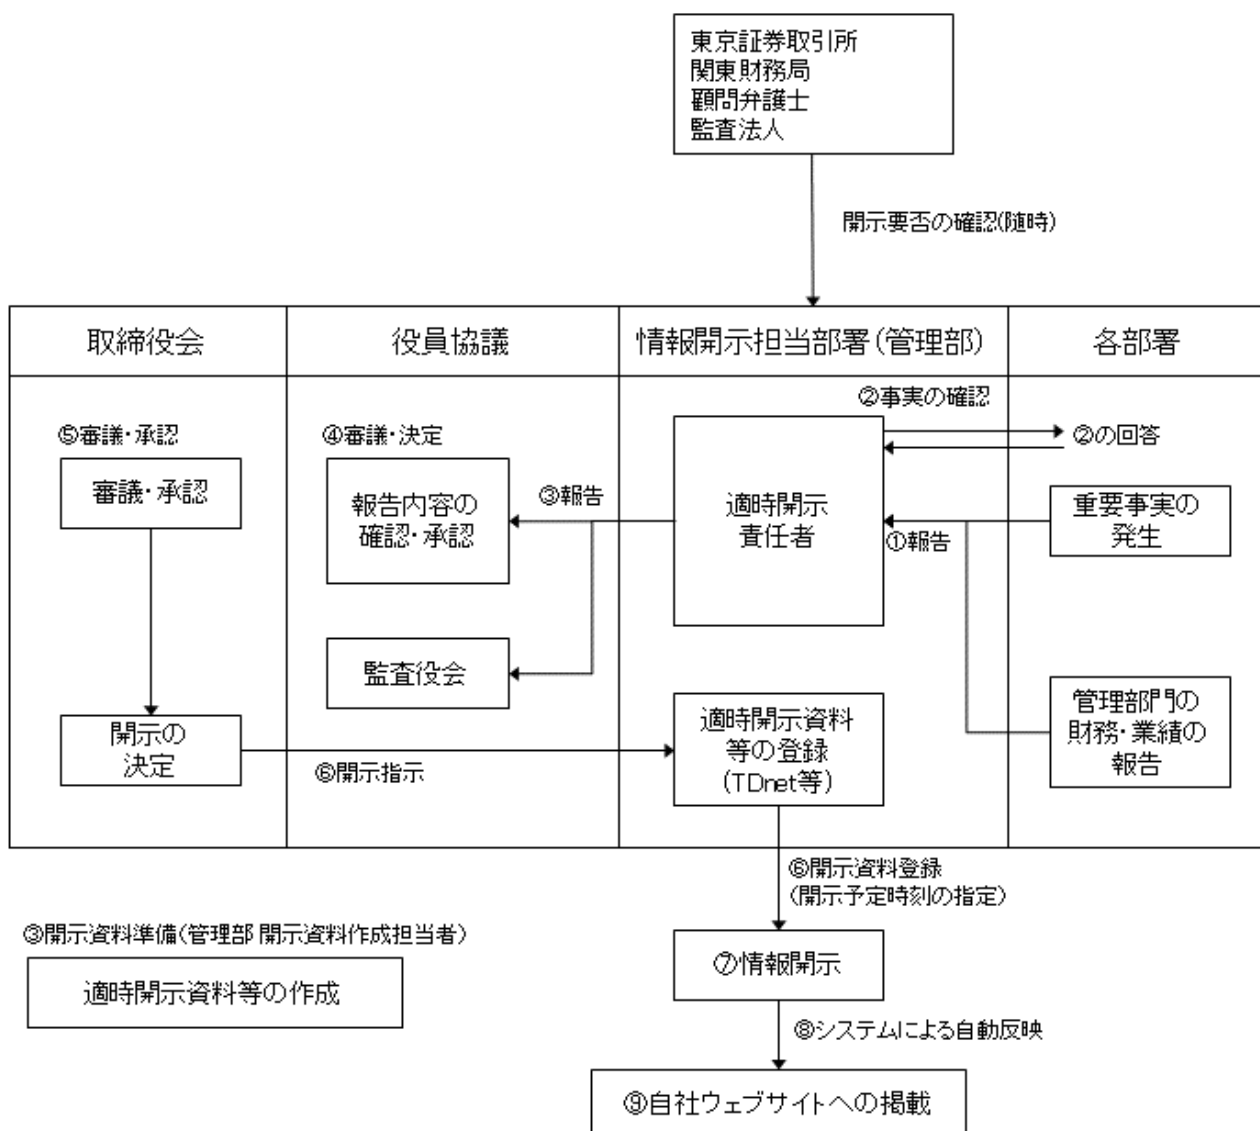 東京証券取引所
関東財務局
顧問弁護士
監査法人
開示要否の確認(随時)
取締役会
役員協議
情報開示担当部署(管理部)
各部署
②事実の確認
⑤審議・承認
④審議・決定
②の回答
審議・承認
報告内容の
確認・承認
③報告
適時開示
責任者
①報告
重要事実の
発生
監査役会
開示の
決定
⑥開示指示
適時開示資料
等の登録
(TDnet等)
管理部門の
財務・業績の
報告
⑥開示資料登録
(開示予定時刻の指定)
③開示資料準備(管理部 開示資料作成担当者)
適時開示資料等の作成
⑦情報開示
⑧システムによる自動反映
⑨自社ウェブサイトへの掲載